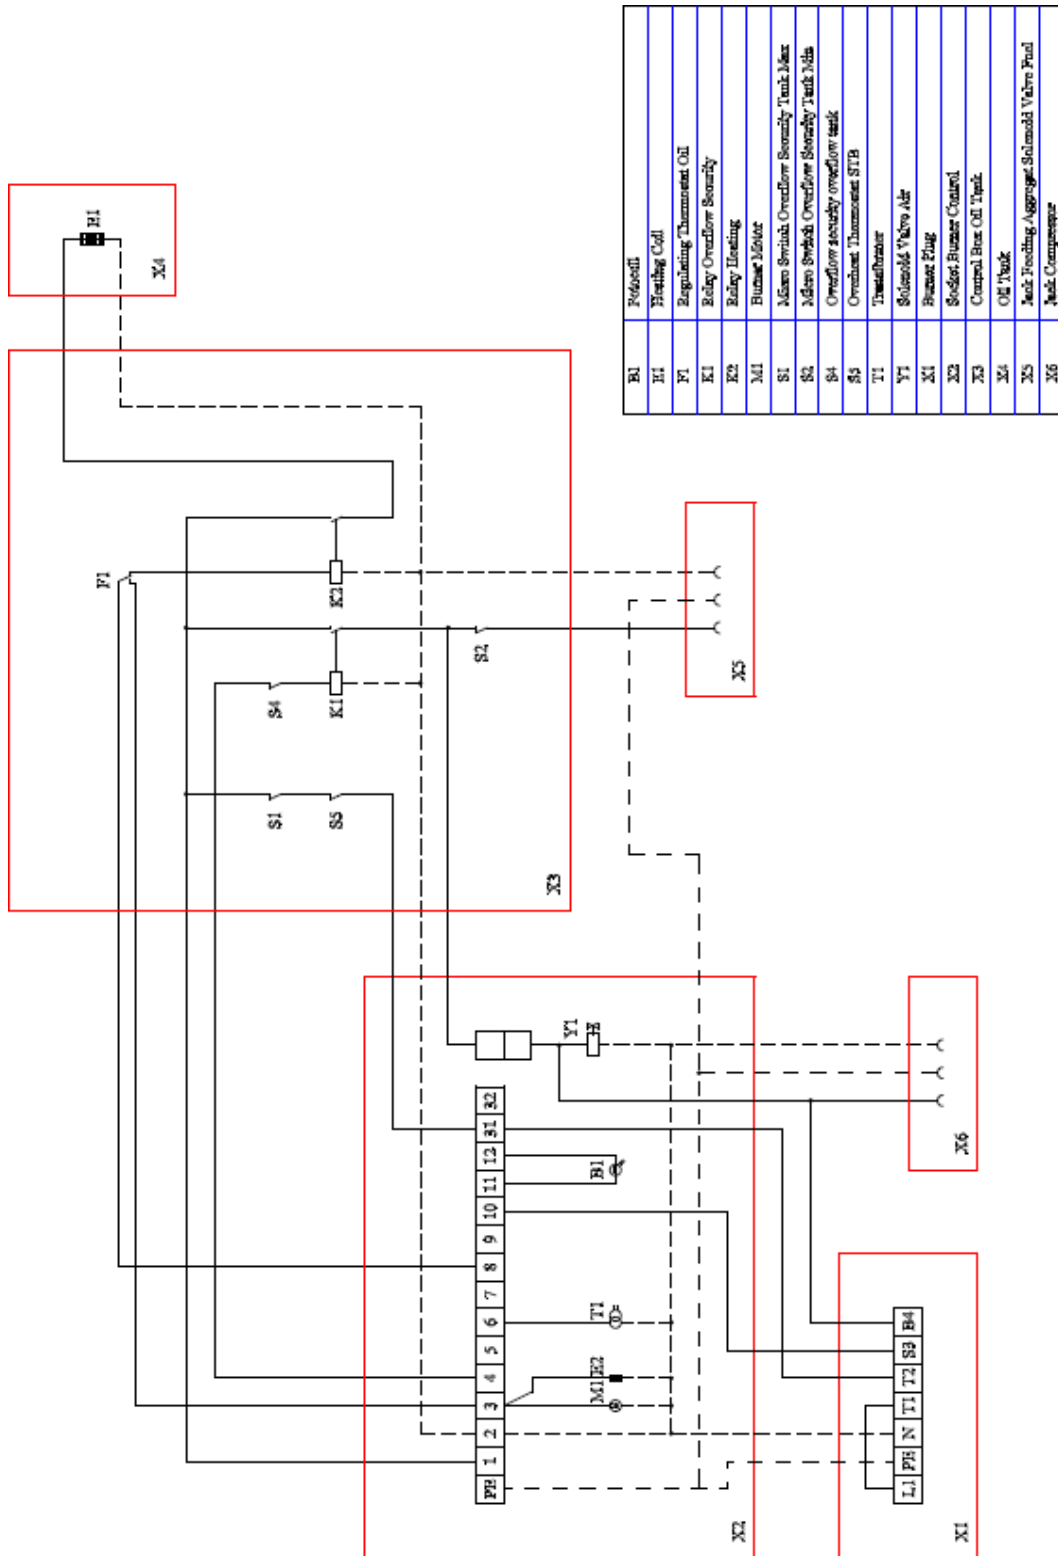 B1 Fotocell
H1 Heating Coil
F1 Regulating Thermostat Oil
K1 Relay Overflow Security
K2 Relay Heating
M1 Burner Motor
S1 Micro Switch Overflow Security Tank Max
S2 Micro Switch Overflow Security Tank Min
S4 Overflow security overflow tank
S5 Overheat Thermostat STB
T1 Transformer
Y1 Solenoid Valve Air
X1 Burner Plug
X2 Socket Burner Control
X3 Control Box Oil Tank
X4 Oil Tank
X5 Jack Feeding Aggregat Solenoid Valve Fuel
X6 Jack Compressor
H1
X4
F1
K2
S2
S4
K1
S1
S5
X3
X5
Y1
B1
T1
M1 E2
PE 1 2 3 4 5 6 7 8 9 10 11 12 31 32
X2
X6
L1 PE N T1 T2 S3 B4
X1